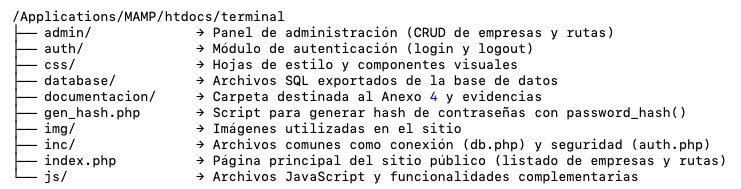 /Applications/MAMP/htdocs/terminal
├── admin/ → Panel de administración (CRUD de empresas y rutas)
├── auth/ → Módulo de autenticación (login y logout)
├── css/ → Hojas de estilo y componentes visuales
├── database/ → Archivos SQL exportados de la base de datos
├── documentacion/ → Carpeta destinada al Anexo 4 y evidencias
├── gen_hash.php → Script para generar hash de contraseñas con password_hash()
├── img/ → Imágenes utilizadas en el sitio
├── inc/ → Archivos comunes como conexión (db.php) y seguridad (auth.php)
├── index.php → Página principal del sitio público (listado de empresas y rutas)
└── js/ → Archivos JavaScript y funcionalidades complementarias